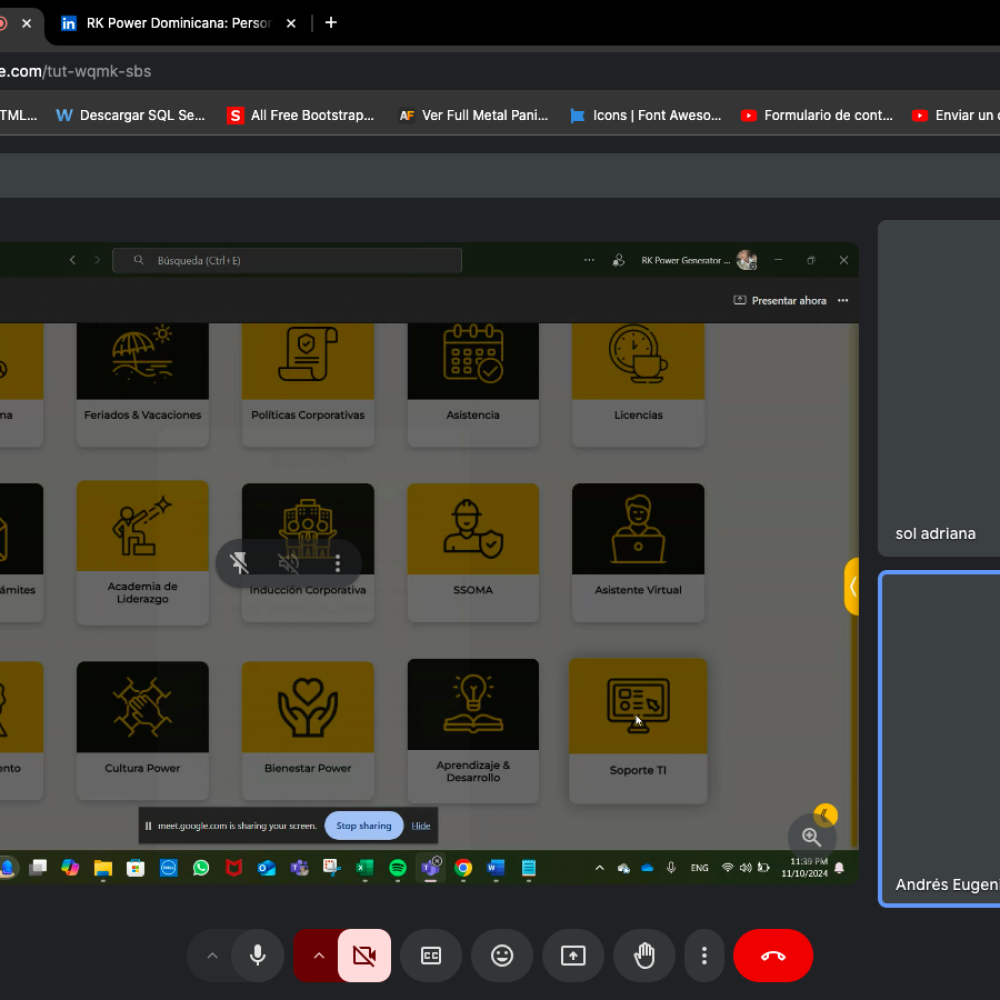 RK Power Dominicana: Persor
e.com/tut-wqmk-sbs
TML...
Descargar SQL Se...
All Free Bootstrap...
Ver Full Metal Pani...
Icons | Font Aweso...
Formulario de cont...
Enviar un c
Búsqueda (Ctrl+E)
RK Power Generator ...
Presentar ahora
ma
Feriados & Vacaciones
Políticas Corporativas
Asistencia
Licencias
sol adriana
ámites
Academia de
Liderazgo
Inducción Corporativa
SSOMA
Asistente Virtual
ento
Cultura Power
Bienestar Power
Aprendizaje &
Desarrollo
Soporte TI
meet.google.com is sharing your screen.
Stop sharing
Hide
ENG
11:39 PM
11/10/2024
Andrés Eugeni